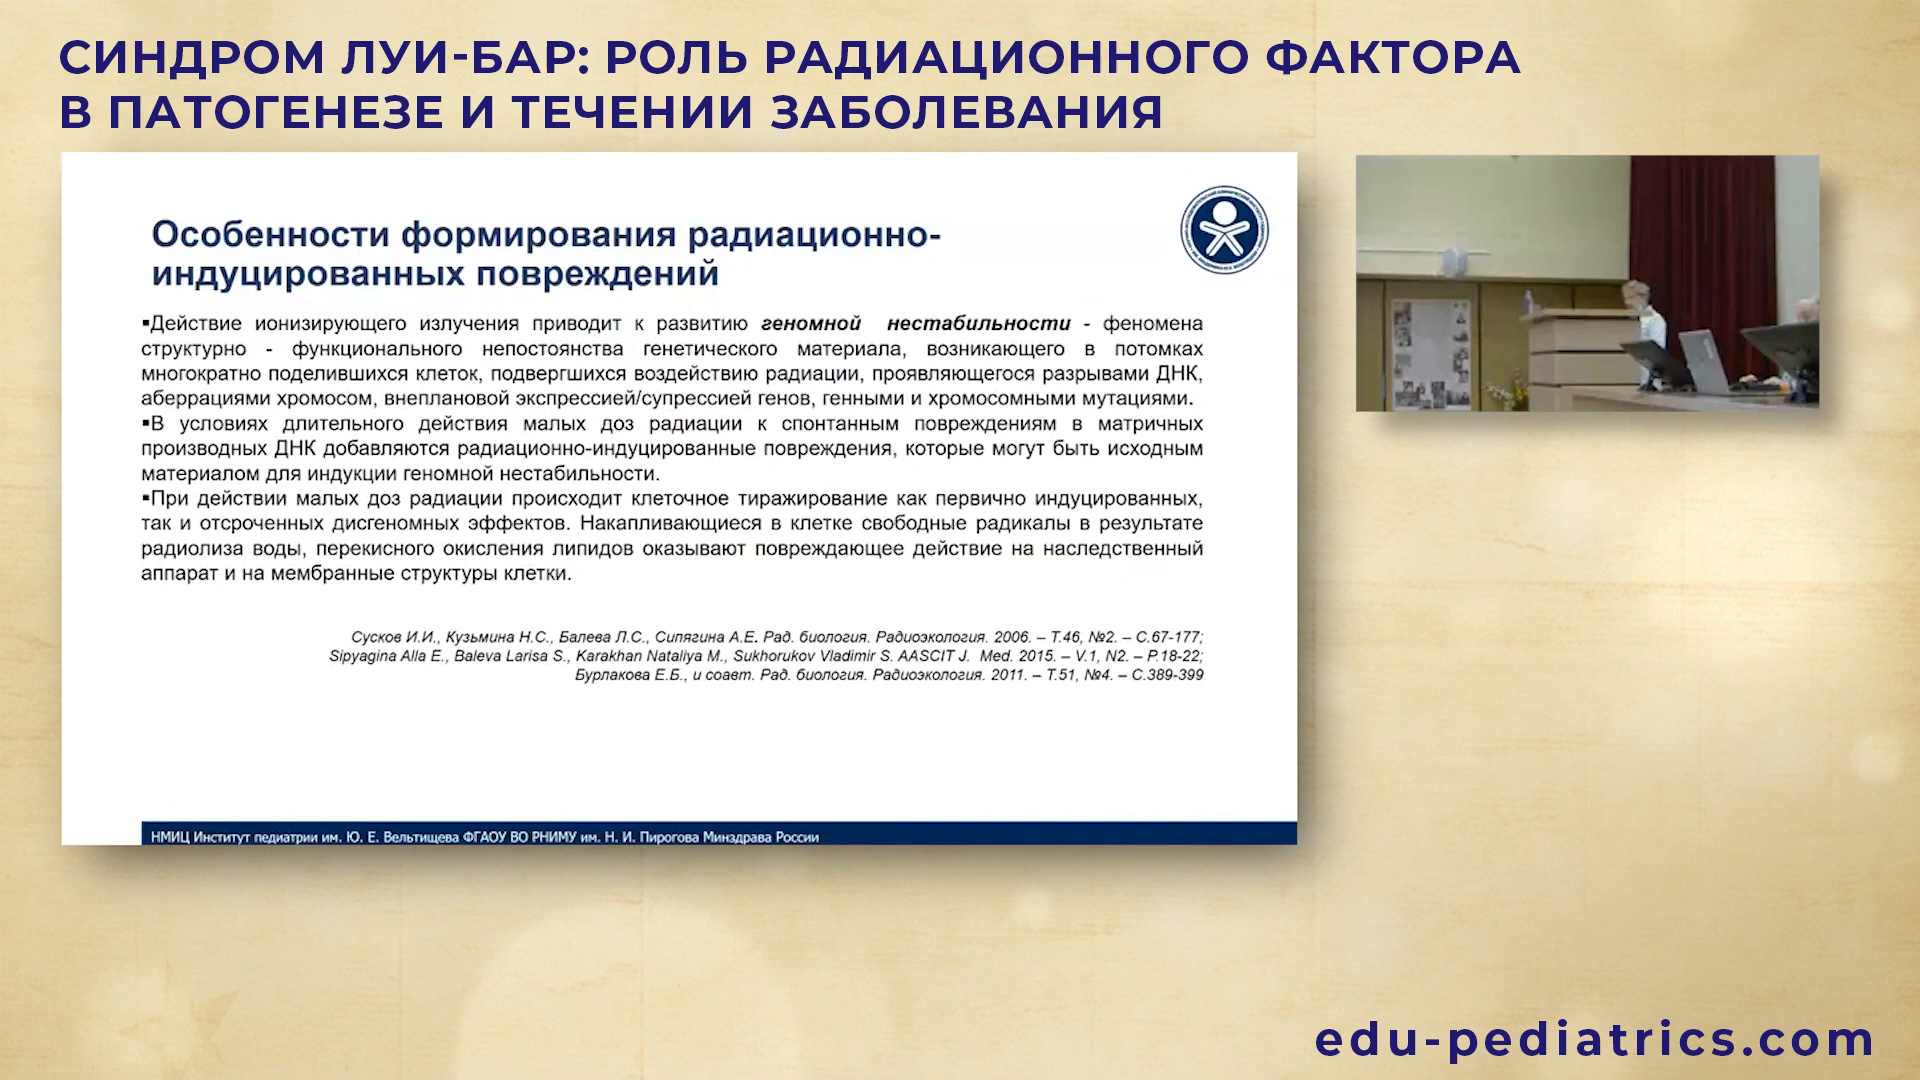 СИНДРОМ ЛУИ-БАР: РОЛЬ РАДИАЦИОННОГО ФАКТОРА
В ПАТОГЕНЕЗЕ И ТЕЧЕНИИ ЗАБОЛЕВАНИЯ
Особенности формирования радиационно-
индуцированных повреждений
▪Действие ионизирующего излучения приводит к развитию геномной нестабильности - феномена
структурно - функционального непостоянства генетического материала, возникающего в потомках
многократно поделившихся клеток, подвергшихся воздействию радиации, проявляющегося разрывами ДНК,
аберрациями хромосом, внеплановой экспрессией/супрессией генов, генными и хромосомными мутациями.
▪В условиях длительного действия малых доз радиации к спонтанным повреждениям в матричных
производных ДНК добавляются радиационно-индуцированные повреждения, которые могут быть исходным
материалом для индукции геномной нестабильности.
▪При действии малых доз радиации происходит клеточное тиражирование как первично индуцированных,
так и отсроченных дисгеномных эффектов. Накапливающиеся в клетке свободные радикалы в результате
радиолиза воды, перекисного окисления липидов оказывают повреждающее действие на наследственный
аппарат и на мембранные структуры клетки.
Сусков И.И., Кузьмина Н.С., Балева Л.С., Сипягина А.Е. Рад. биология. Радиоэкология. 2006. – Т.46, №2. – С.67-177;
Sipyagina Alla E., Baleva Larisa S., Karakhan Nataliya M., Sukhorukov Vladimir S. AASCIT J. Med. 2015. – V.1, N2. – P.18-22;
Бурлакова Е.Б., и соавт. Рад. биология. Радиоэкология. 2011. – Т.51, №4. – С.389-399
НМИЦ Институт педиатрии им. Ю. Е. Вельтищева ФГАОУ ВО РНИМУ им. Н. И. Пирогова Минздрава России
edu-pediatrics.com